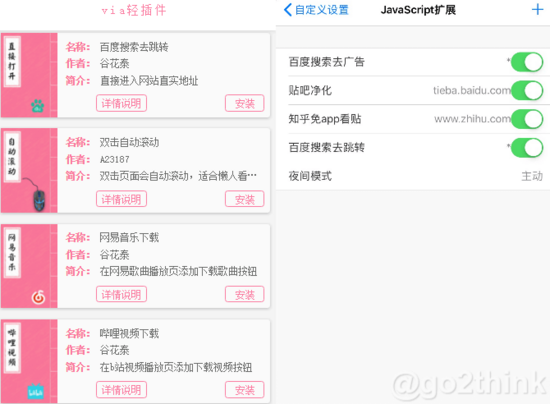 via轻插件
直接打开
名称: 百度搜索去跳转
作者: 谷花泰
简介: 直接进入网站直实地址
详情说明 安装
自动滚动
名称: 双击自动滚动
作者: A23187
简介: 双击页面会自动滚动，适合懒人看…
详情说明 安装
网易音乐
名称: 网易音乐下载
作者: 谷花泰
简介: 在网易歌曲播放页添加下载歌曲按钮
详情说明 安装
哔哩视频
名称: 哔哩视频下载
作者: 谷花泰
简介: 在b站视频播放页添加下载视频按钮
详情说明 安装
自定义设置 JavaScript扩展 +
百度搜索去广告 *
贴吧净化 tieba.baidu.com
知乎免app看贴 www.zhihu.com
百度搜索去跳转 *
夜间模式 主动
@go2think